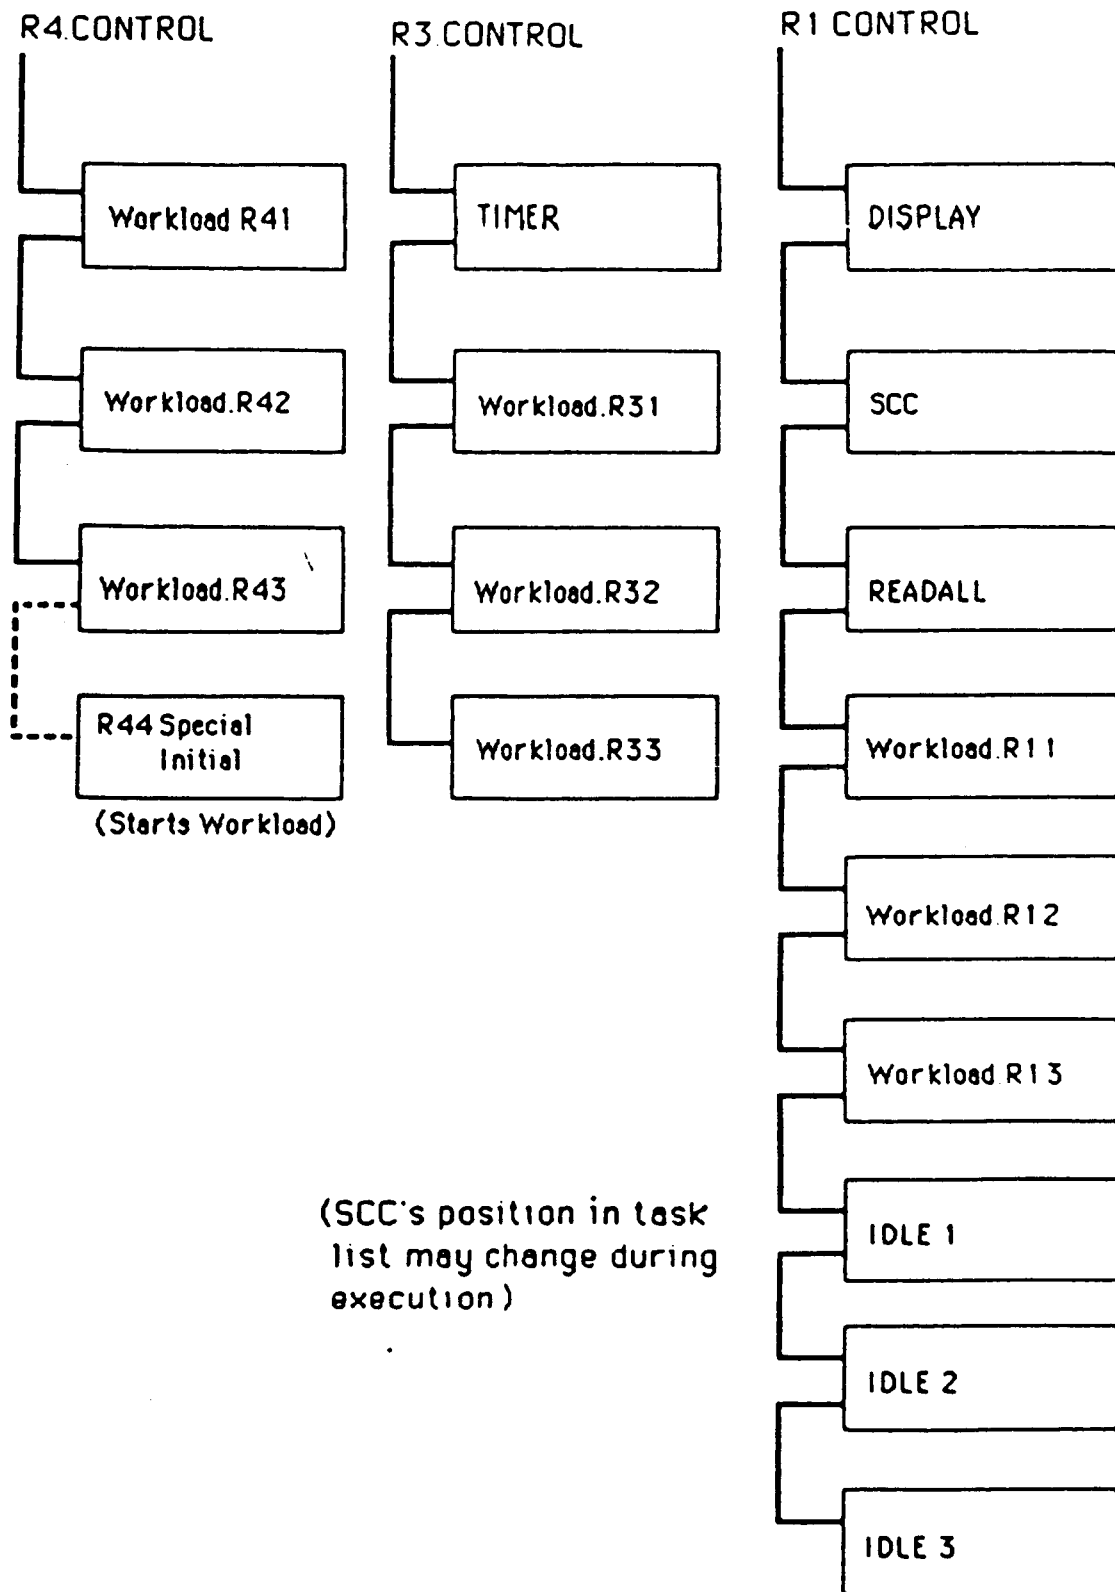 R4.CONTROL
Workload R41
Workload.R42
Workload.R43
R44 Special
Initial
(Starts Workload)
R3.CONTROL
TIMER
Workload.R31
Workload.R32
Workload.R33
R1 CONTROL
DISPLAY
SCC
READALL
Workload.R11
Workload.R12
Workload.R13
IDLE 1
IDLE 2
IDLE 3
(SCC's position in task
list may change during
execution)